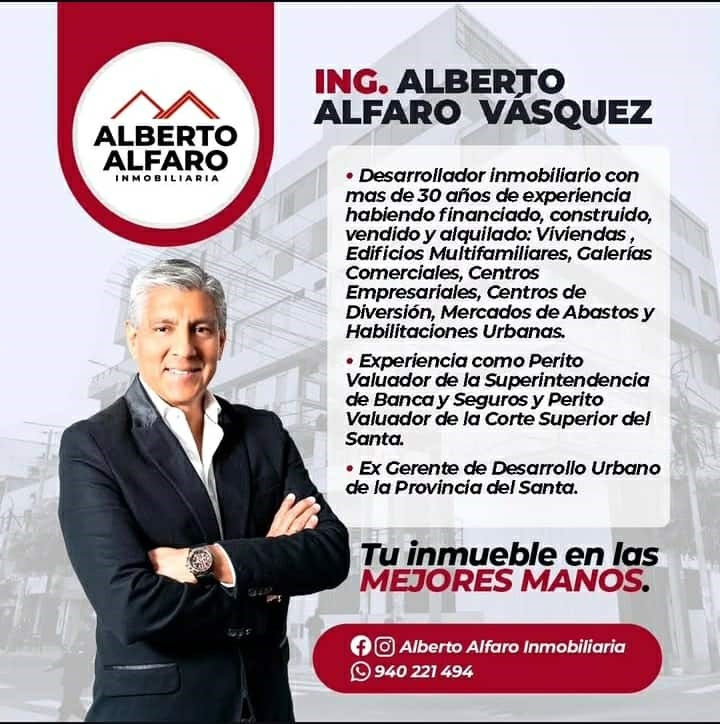 ALBERTO
ALFARO
INMOBILIARIA
ING. ALBERTO
ALFARO VÁSQUEZ
• Desarrollador inmobiliario con
mas de 30 años de experiencia
habiendo financiado, construido,
vendido y alquilado: Viviendas ,
Edificios Multifamiliares, Galerías
Comerciales, Centros
Empresariales, Centros de
Diversión, Mercados de Abastos y
Habilitaciones Urbanas.
• Experiencia como Perito
Valuador de la Superintendencia
de Banca y Seguros y Perito
Valuador de la Corte Superior del
Santa.
• Ex Gerente de Desarrollo Urbano
de la Provincia del Santa.
Tu inmueble en las
MEJORES MANOS.
Alberto Alfaro Inmobiliaria
940 221 494